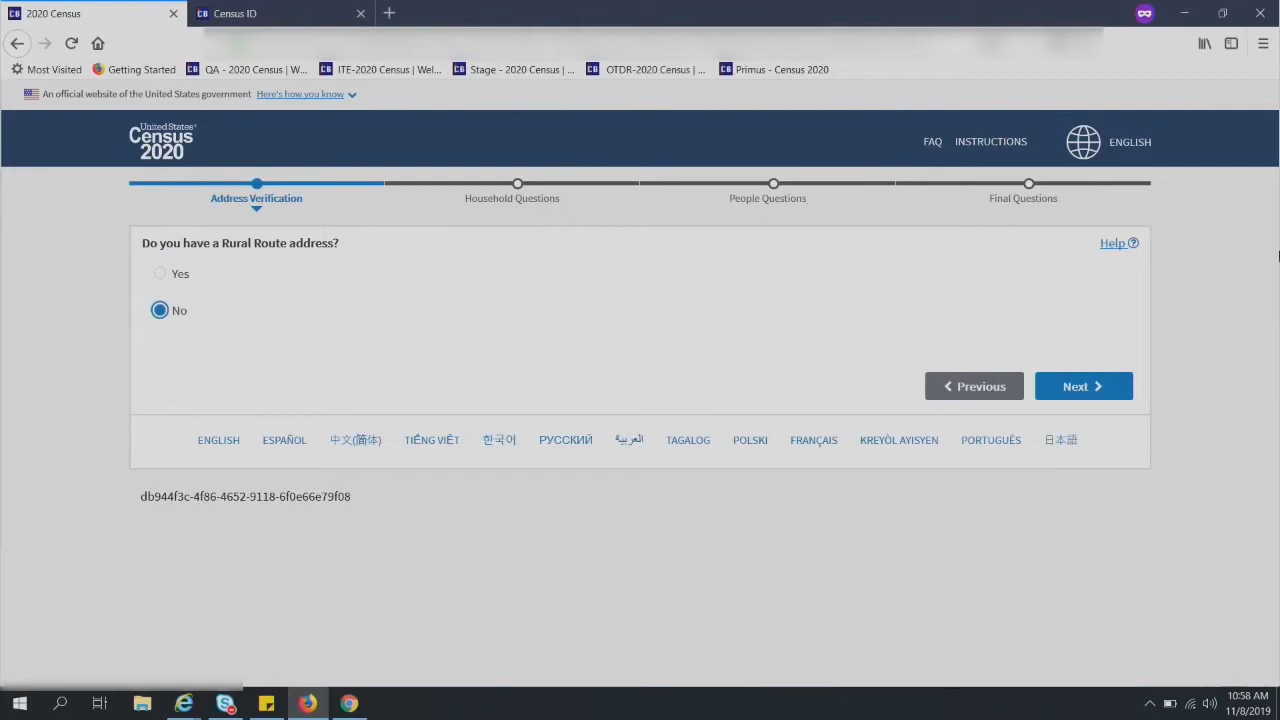 2020 Census
Census ID
Most Visited
Getting Started
QA - 2020 Census | W...
ITE-2020 Census | Wel...
Stage - 2020 Census | ...
OTDR-2020 Census | ...
Primus - Census 2020
An official website of the United States government Here's how you know
United States®
Census
2020
FAQ INSTRUCTIONS ENGLISH
Address Verification
Household Questions
People Questions
Final Questions
Do you have a Rural Route address?
Help
Yes
No
Previous
Next
ENGLISH ESPAÑOL 中文(简体) TIẾNG VIỆT 한국어 РУССКИЙ العربية TAGALOG POLSKI FRANÇAIS KREYÒL AYISYEN PORTUGUÊS 日本語
db944f3c-4f86-4652-9118-6f0e66e79f08
10:58 AM
11/8/2019